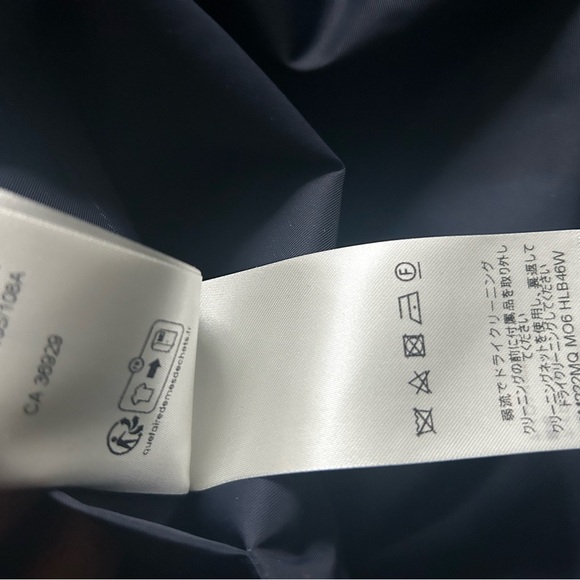 /108A
CA 36929
quefairedemesdechets.fr
F
弱流でドライクリーニング
クリーニングの前に付属品を取り外し
てください
クリーニングネットを使用し、裏返して
ドライクリーニングしてください
MO6 HLB46W